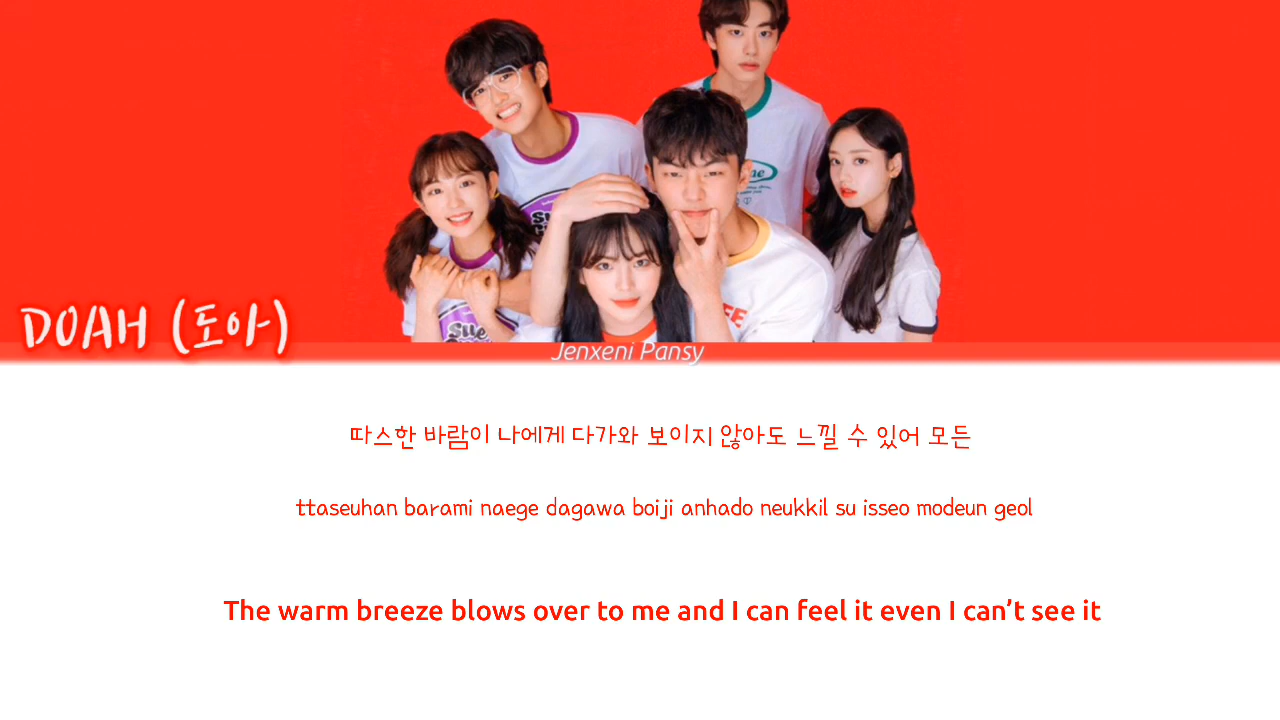 DOAH (도아)
Jenxeni Pansy
따스한 바람이 나에게 다가와 보이지 않아도 느낄 수 있어 모든
ttaseuhan barami naege dagawa boiji anhado neukkil su isseo modeun geol
The warm breeze blows over to me and I can feel it even I can’t see it